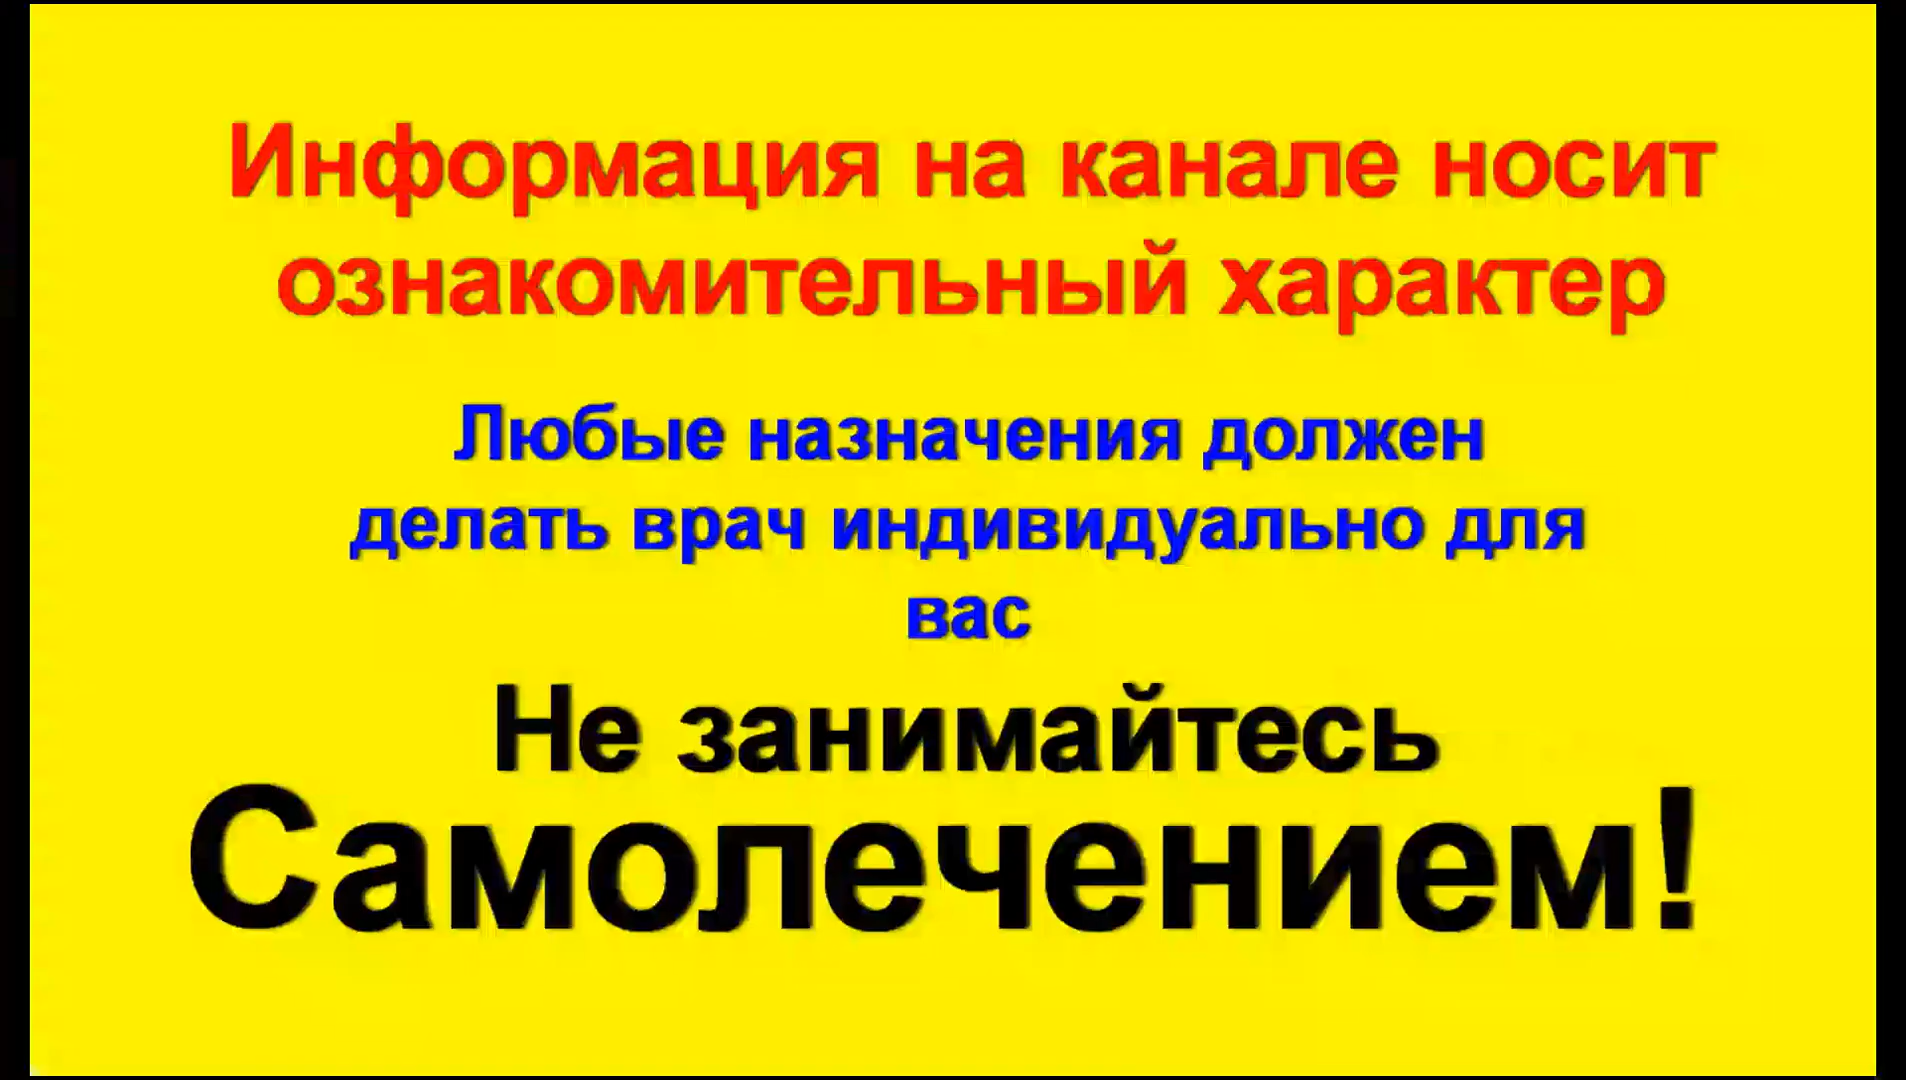 Информация на канале носит
ознакомительный характер
Любые назначения должен
делать врач индивидуально для
вас
Не занимайтесь
Самолечением!